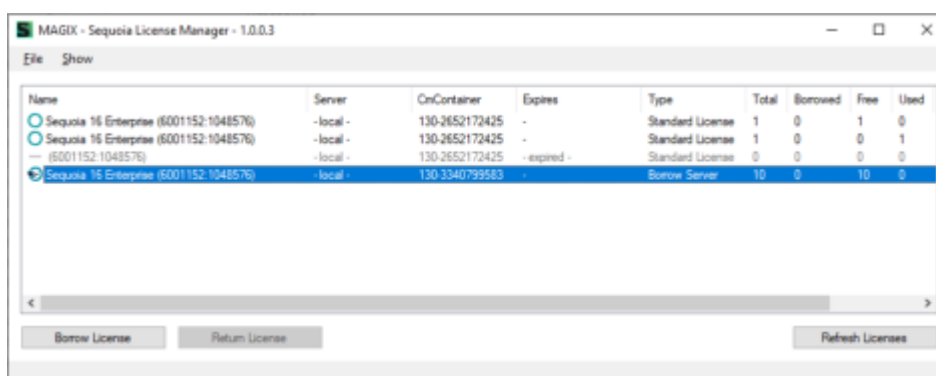 MAGIX - Sequoia License Manager - 1.0.0.3
File Show
Name Server CmContainer Expires Type Total Borrowed Free Used
Sequoia 16 Enterprise (6001152:1048576) - local - 130-2652172425 - Standard License 1 0 1 0
Sequoia 16 Enterprise (6001152:1048576) - local - 130-2652172425 - Standard License 1 0 0 1
— (6001152:1048576) - local - 130-2652172425 - expired - Standard License 0 0 0 0
Sequoia 16 Enterprise (6001152:1048576) - local - 130-3340799583 - Borrow Server 10 0 10 0
Borrow License Return License Refresh Licenses